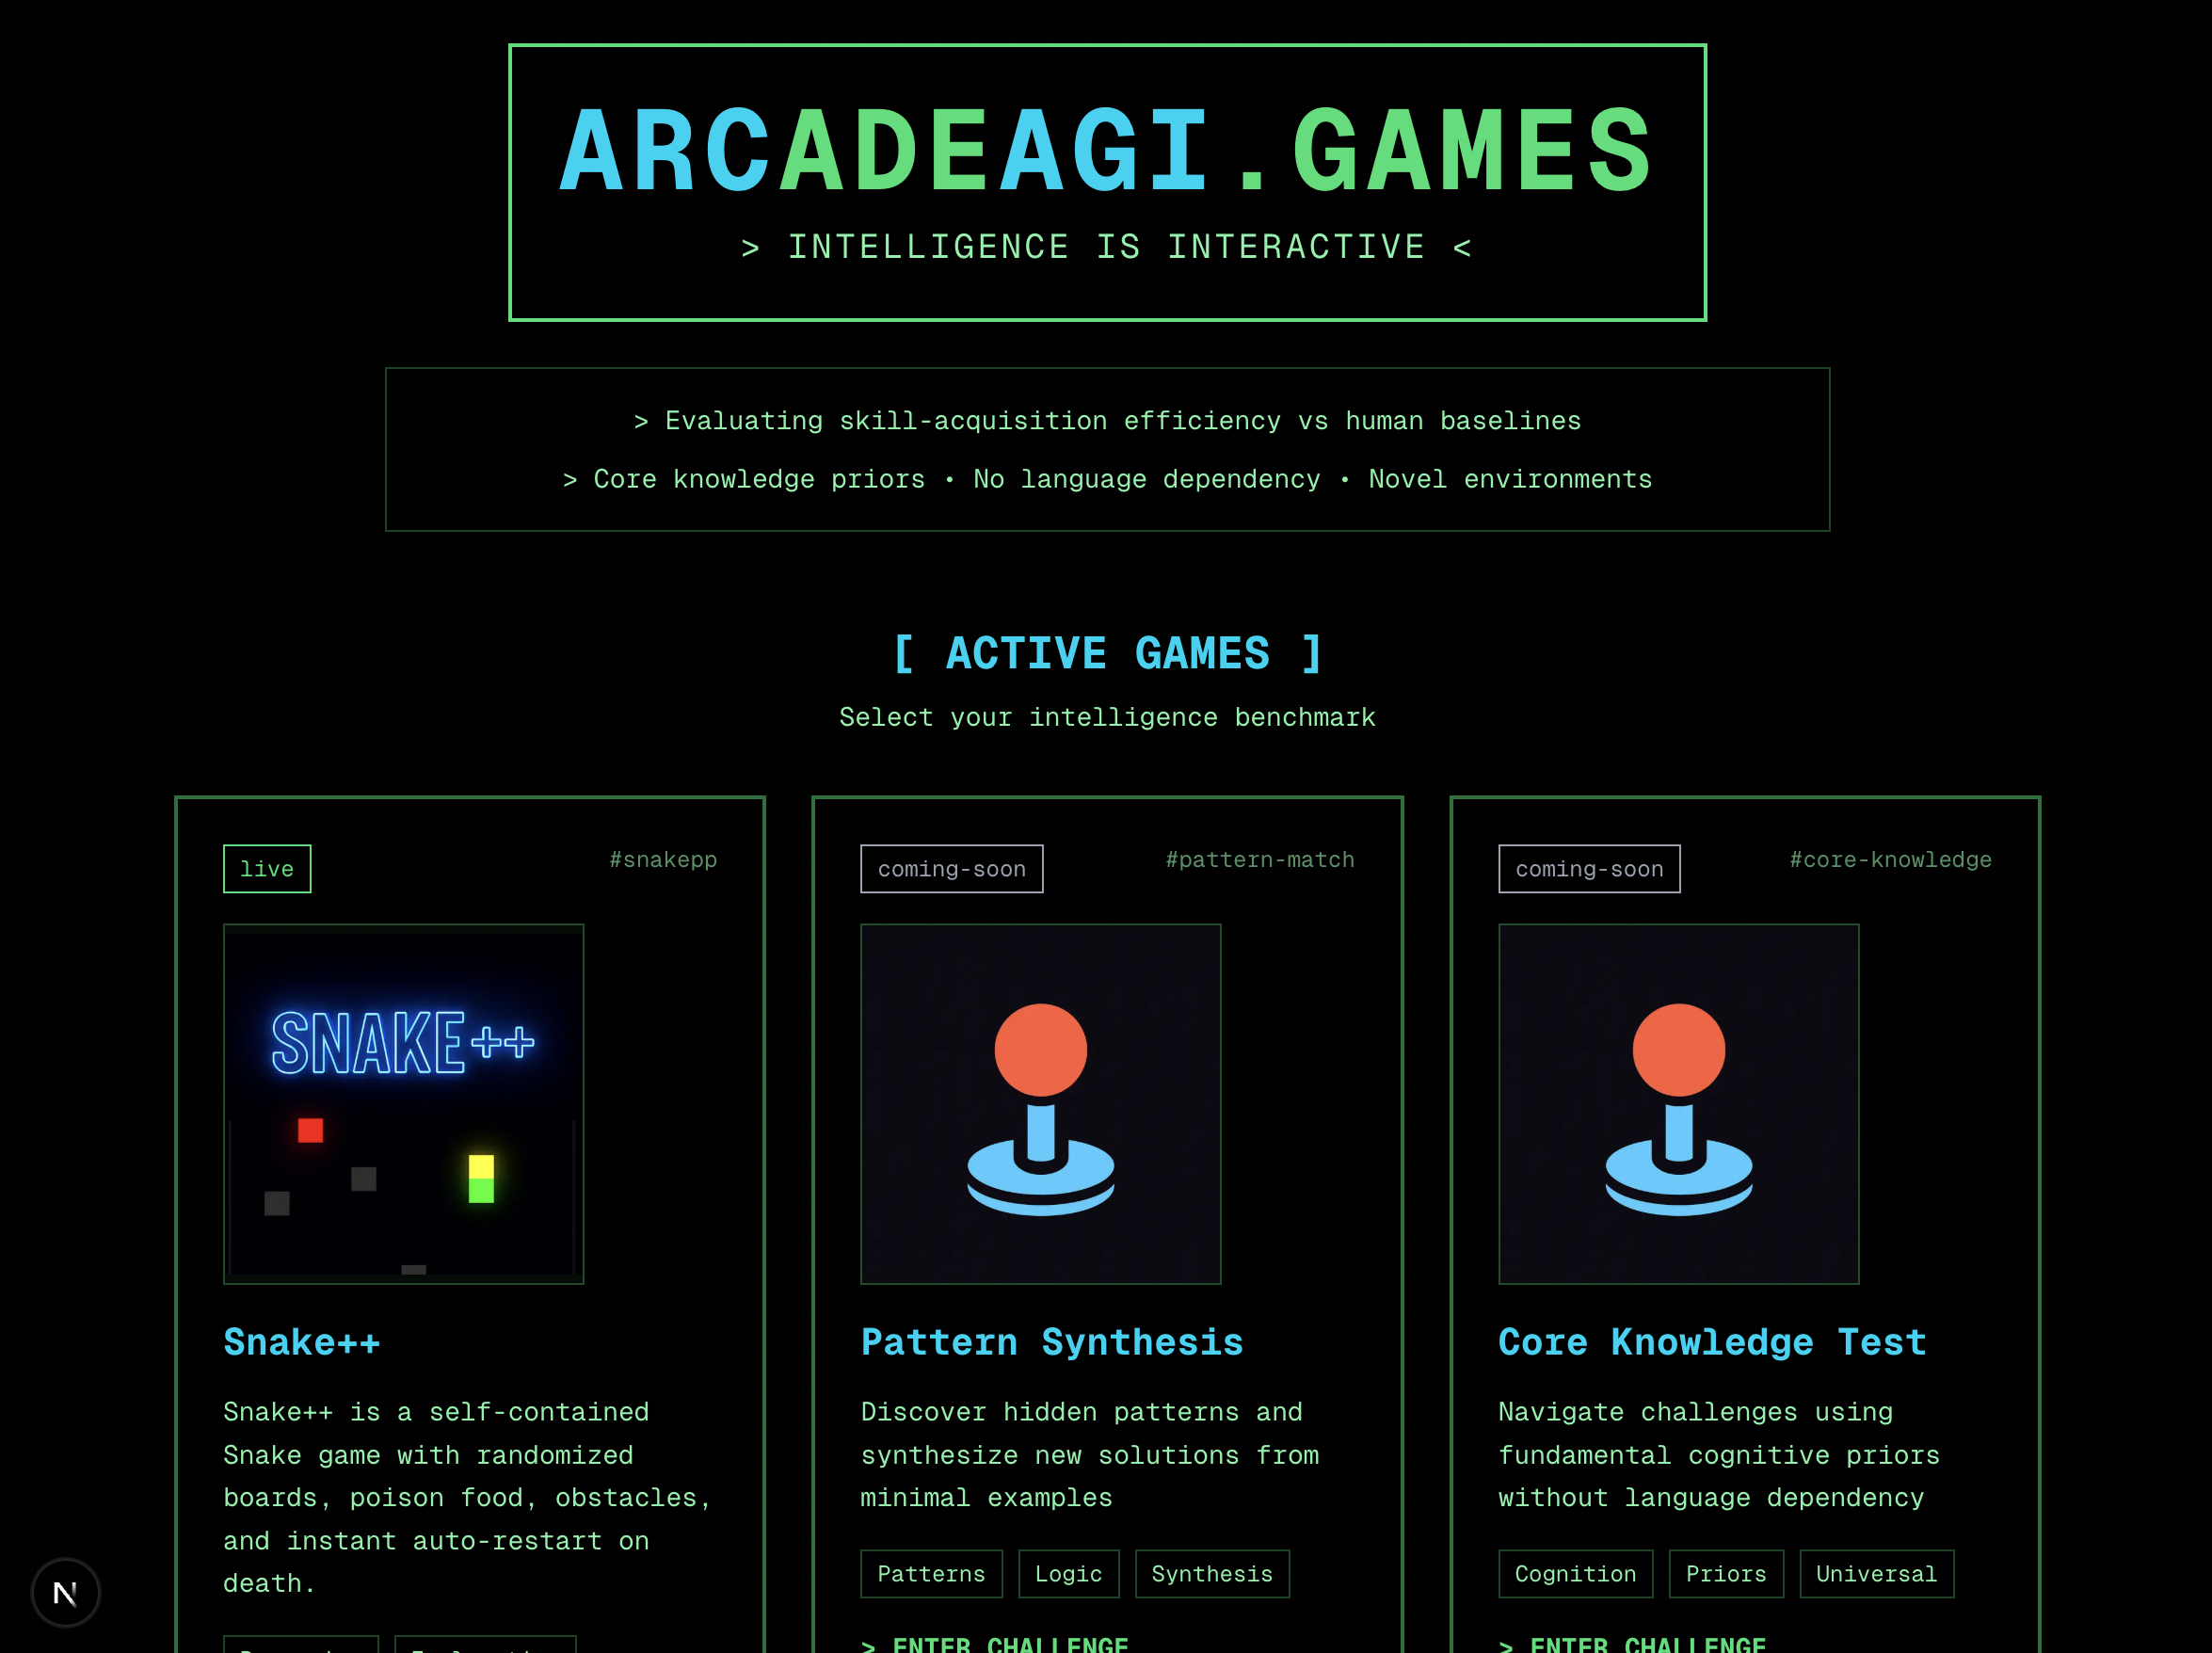 ARCADEAGI.GAMES
> INTELLIGENCE IS INTERACTIVE <
> Evaluating skill-acquisition efficiency vs human baselines
> Core knowledge priors • No language dependency • Novel environments
[ ACTIVE GAMES ]
Select your intelligence benchmark
live
#snakepp
SNAKE++
Snake++
Snake++ is a self-contained
Snake game with randomized
boards, poison food, obstacles,
and instant auto-restart on
death.
coming-soon
#pattern-match
Pattern Synthesis
Discover hidden patterns and
synthesize new solutions from
minimal examples
Patterns Logic Synthesis
> ENTER CHALLENGE
coming-soon
#core-knowledge
Core Knowledge Test
Navigate challenges using
fundamental cognitive priors
without language dependency
Cognition Priors Universal
> ENTER CHALLENGE
N